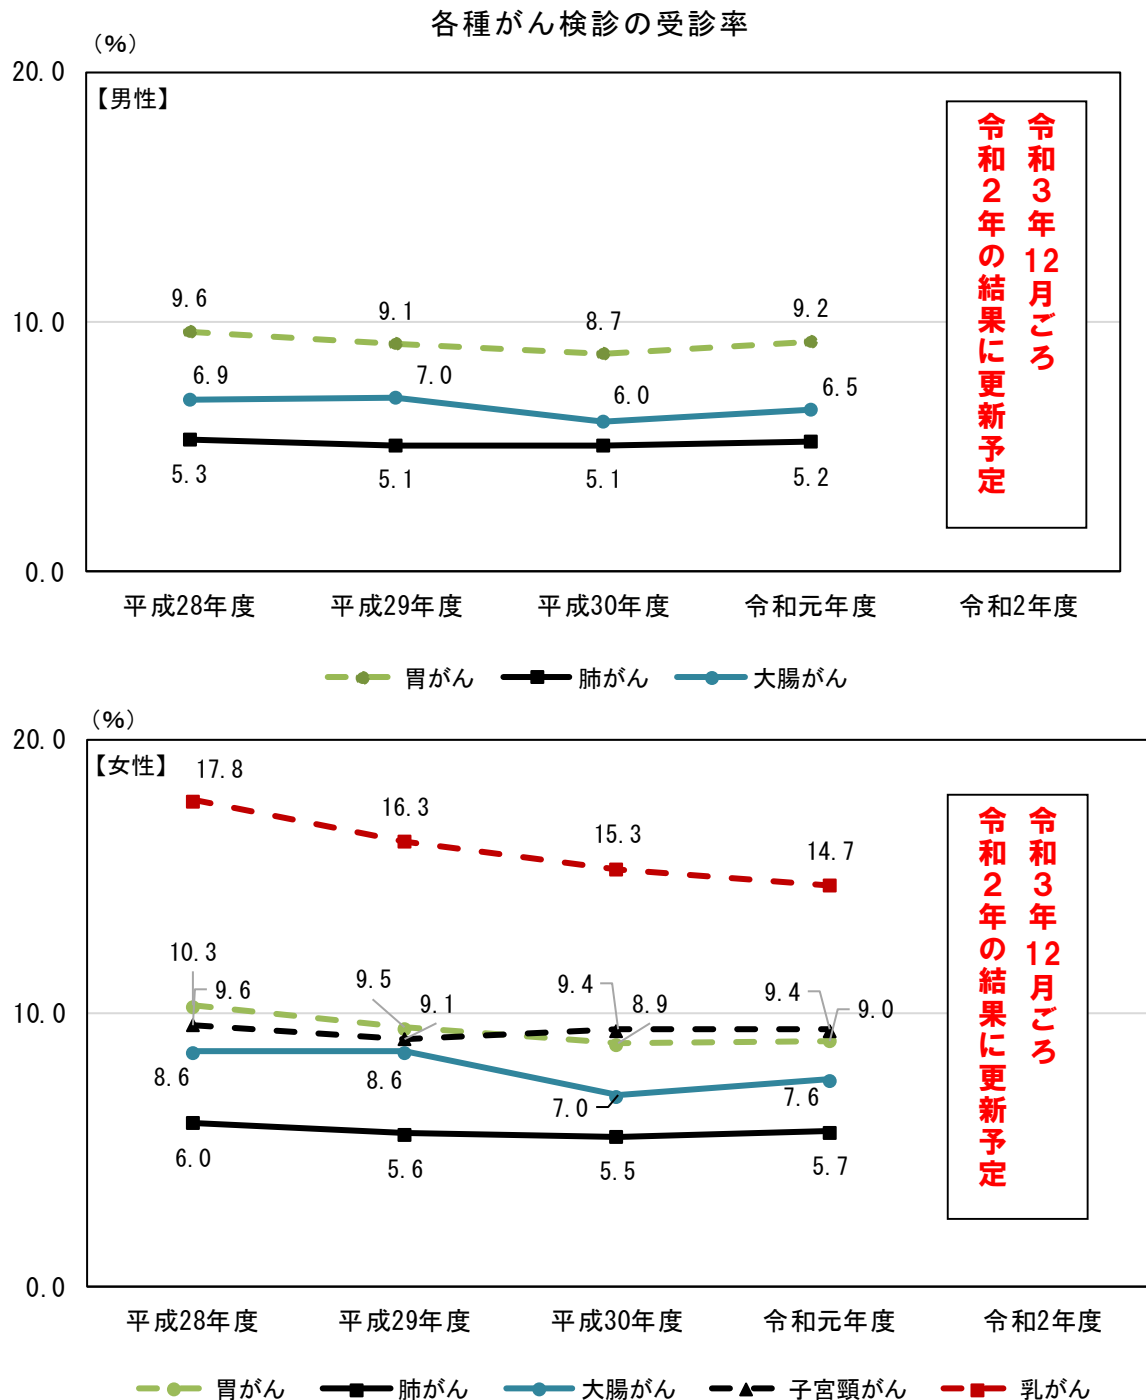 各種がん検診の受診率
（%）
20.0
【男性】
令和３年12月ごろ
令和２年の結果に更新予定
9.6
9.1
8.7
9.2
10.0
6.9
7.0
6.0
6.5
5.3
5.1
5.1
5.2
0.0
平成28年度
平成29年度
平成30年度
令和元年度
令和2年度
胃がん 肺がん 大腸がん
（%）
20.0
【女性】
令和３年12月ごろ
令和２年の結果に更新予定
17.8
16.3
15.3
14.7
10.3
9.6
9.5
9.1
9.4
8.9
9.4
9.0
10.0
8.6
8.6
7.0
7.6
6.0
5.6
5.5
5.7
0.0
平成28年度
平成29年度
平成30年度
令和元年度
令和2年度
胃がん 肺がん 大腸がん 子宮頸がん 乳がん